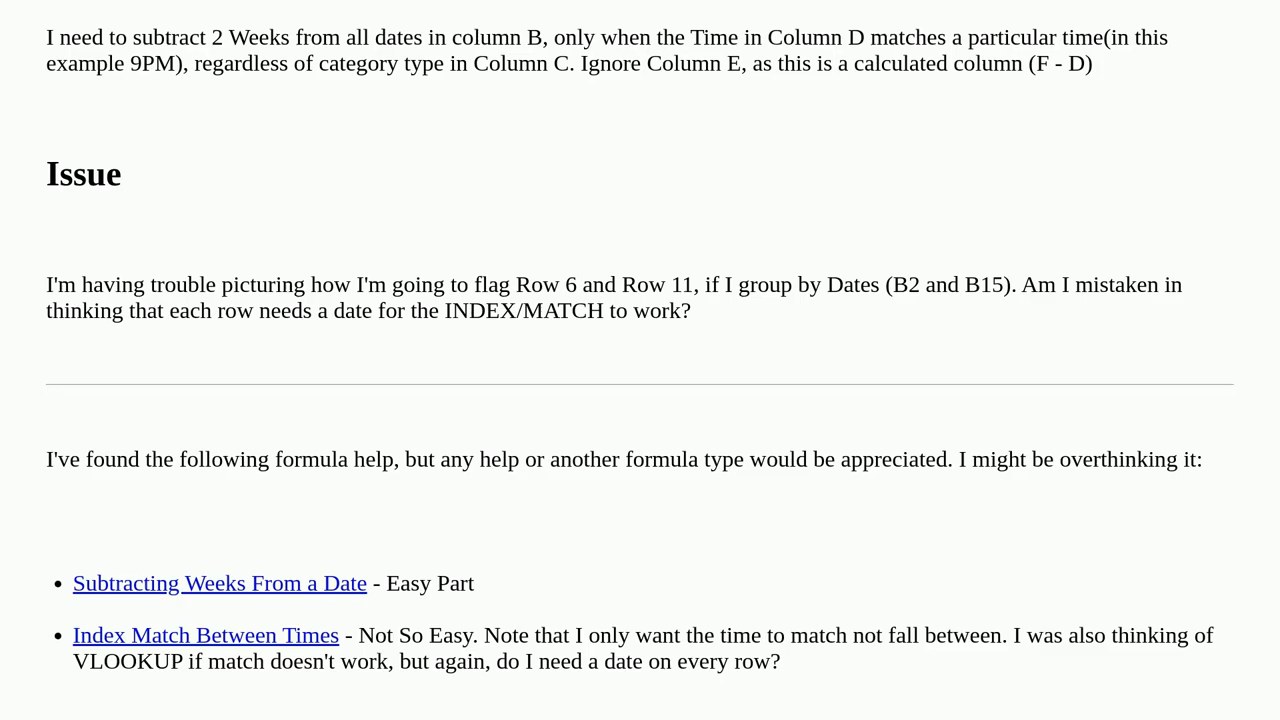 I need to subtract 2 Weeks from all dates in column B, only when the Time in Column D matches a particular time(in this
example 9PM), regardless of category type in Column C. Ignore Column E, as this is a calculated column (F - D)
Issue
I'm having trouble picturing how I'm going to flag Row 6 and Row 11, if I group by Dates (B2 and B15). Am I mistaken in
thinking that each row needs a date for the INDEX/MATCH to work?
I've found the following formula help, but any help or another formula type would be appreciated. I might be overthinking it:
• Subtracting Weeks From a Date - Easy Part
• Index Match Between Times - Not So Easy. Note that I only want the time to match not fall between. I was also thinking of
VLOOKUP if match doesn't work, but again, do I need a date on every row?